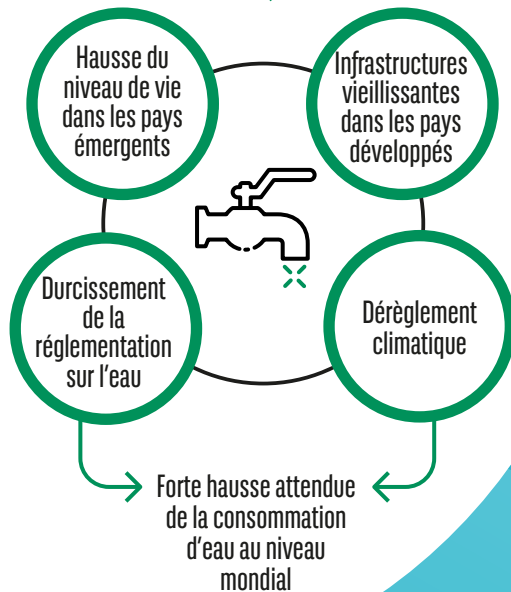 Hausse du
niveau de vie
dans les pays
émergents
Infrastructures
vieillissantes
dans les pays
développés
Durcissement
de la
réglementation
sur l'eau
Dérèglement
climatique
Forte hausse attendue
de la consommation
d'eau au niveau
mondial